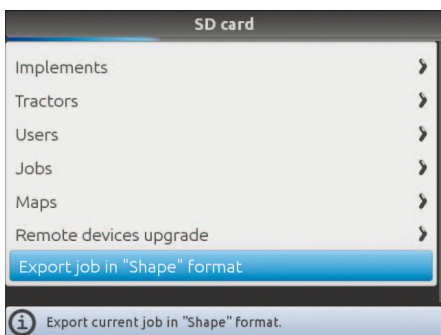 SD card
Implements
Tractors
Users
Jobs
Maps
Remote devices upgrade
Export job in "Shape" format
Export current job in "Shape" format.